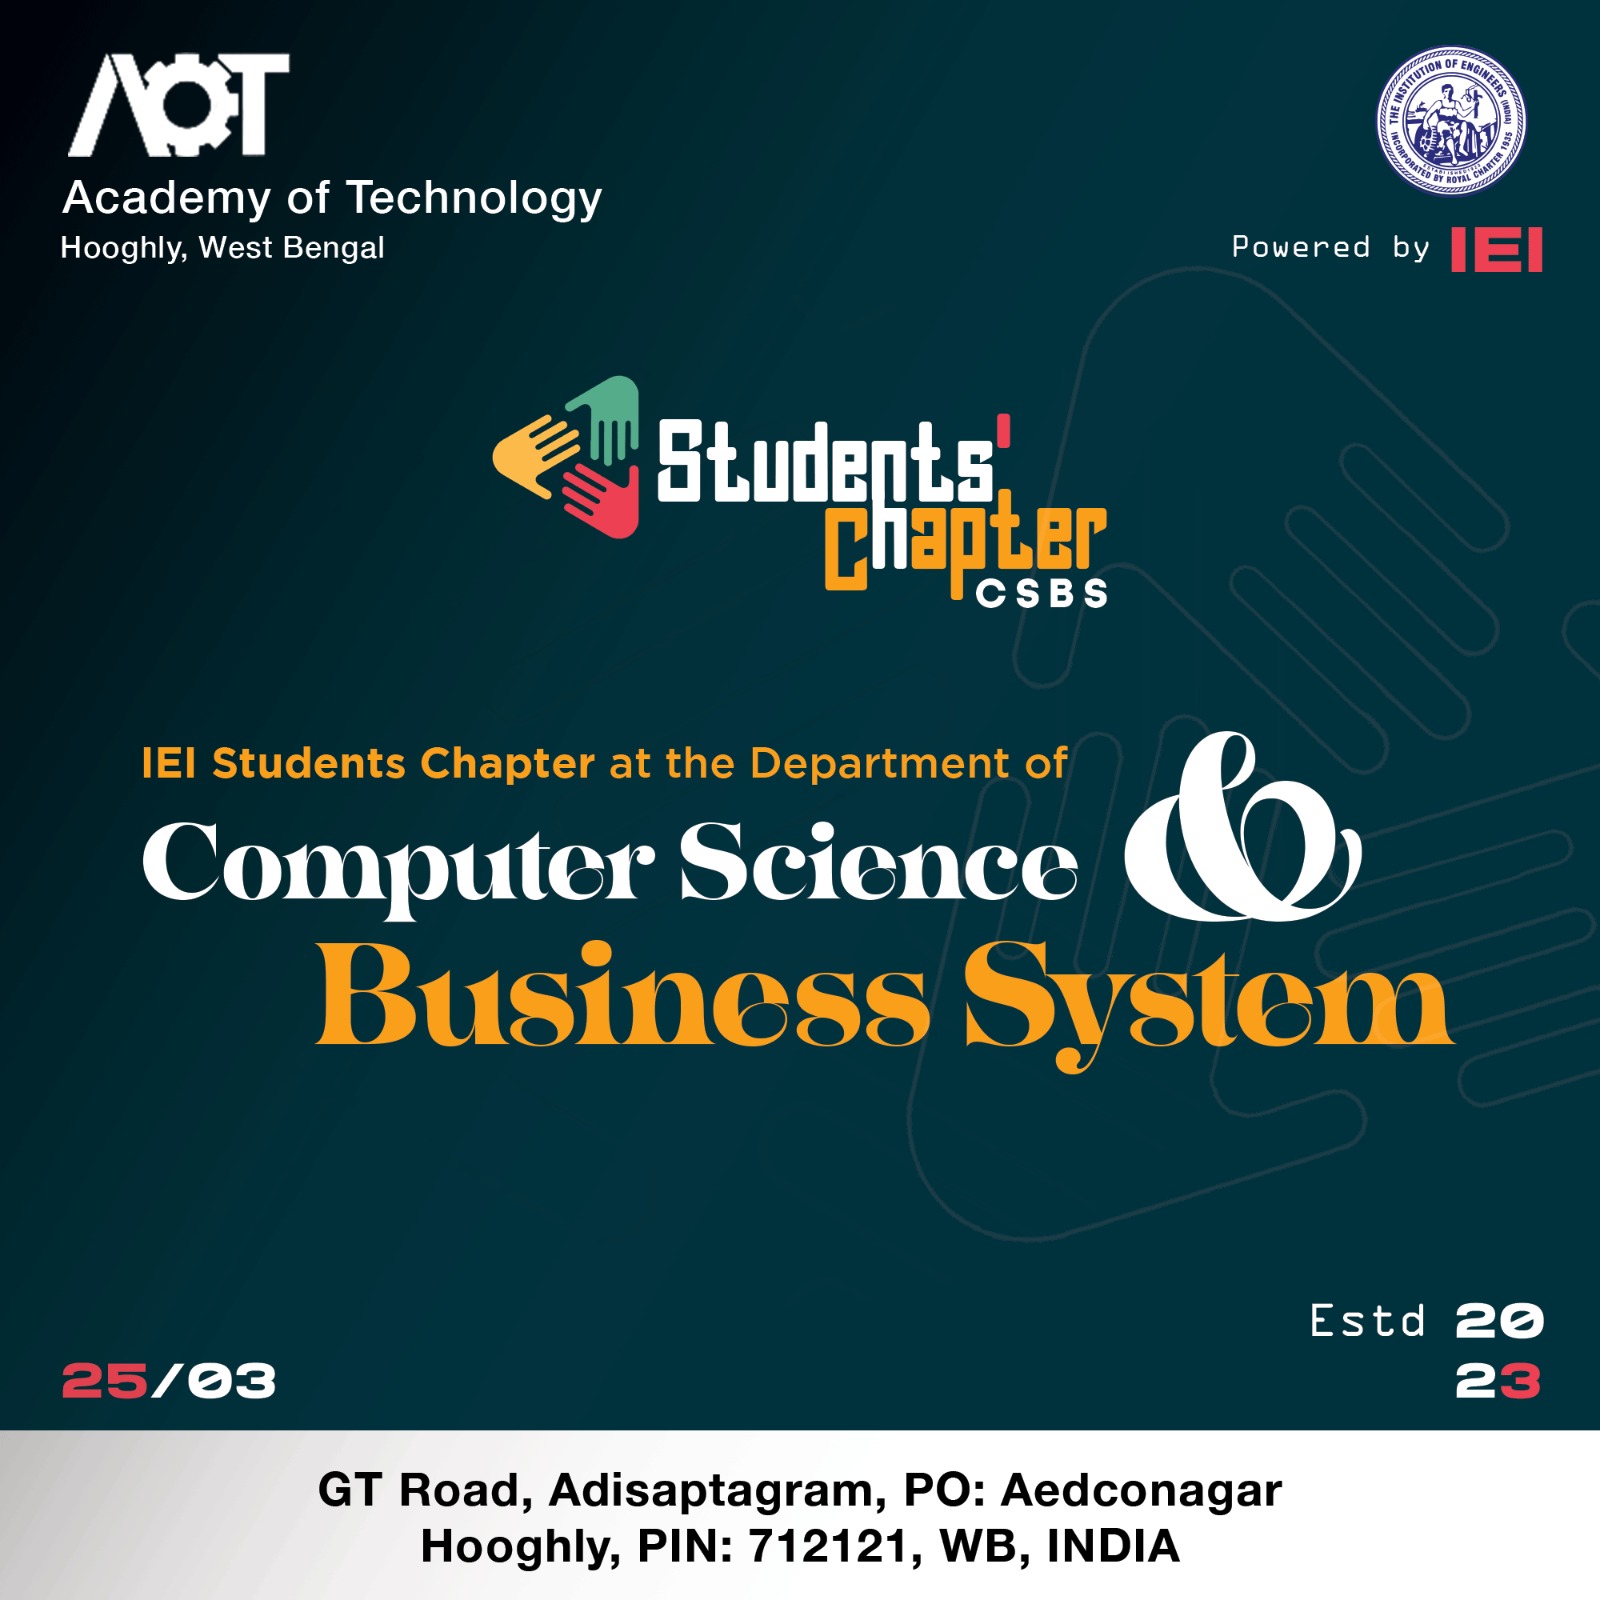 AOT
Academy of Technology
Hooghly, West Bengal
THE INSTITUTION OF ENGINEERS (INDIA)
INCORPORATED BY ROYAL CHARTER 1935
Powered by IEI
Students'
Chapter
CSBS
IEI Students Chapter at the Department of
Computer Science &
Business System
Estd 20
23
25/03
GT Road, Adisaptagram, PO: Aedconagar
Hooghly, PIN: 712121, WB, INDIA